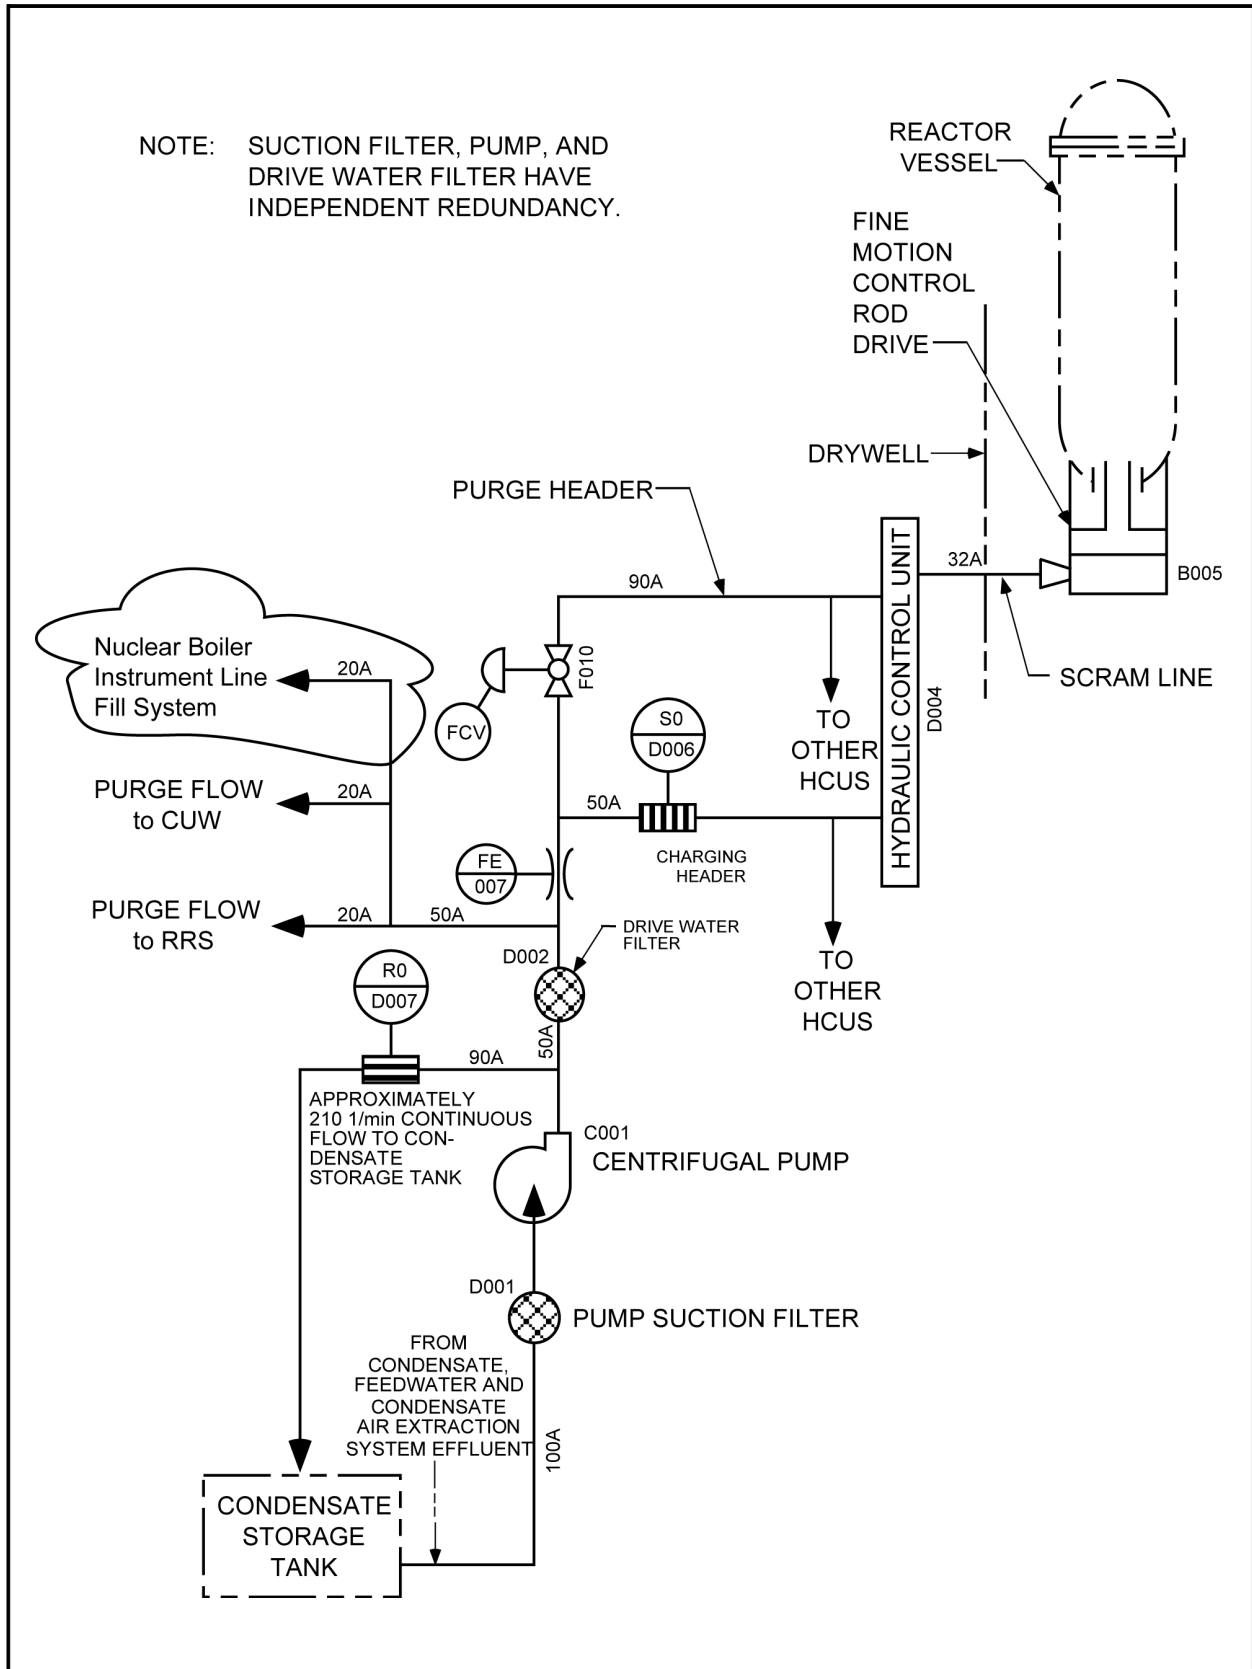 NOTE: SUCTION FILTER, PUMP, AND
DRIVE WATER FILTER HAVE
INDEPENDENT REDUNDANCY.
REACTOR
VESSEL
FINE
MOTION
CONTROL
ROD
DRIVE
DRYWELL
PURGE HEADER
90A
32A
B005
SCRAM LINE
HYDRAULIC CONTROL UNIT
D004
Nuclear Boiler
Instrument Line
Fill System
20A
FCV
F010
S0
D006
TO
OTHER
HCUS
PURGE FLOW
to CUW
20A
50A
CHARGING
HEADER
FE
007
PURGE FLOW
to RRS
20A
50A
DRIVE WATER
FILTER
D002
TO
OTHER
HCUS
R0
D007
90A
50A
APPROXIMATELY
210 1/min CONTINUOUS
FLOW TO CON-
DENSATE
STORAGE TANK
C001
CENTRIFUGAL PUMP
D001
PUMP SUCTION FILTER
FROM
CONDENSATE,
FEEDWATER AND
CONDENSATE
AIR EXTRACTION
SYSTEM EFFLUENT
100A
CONDENSATE
STORAGE
TANK